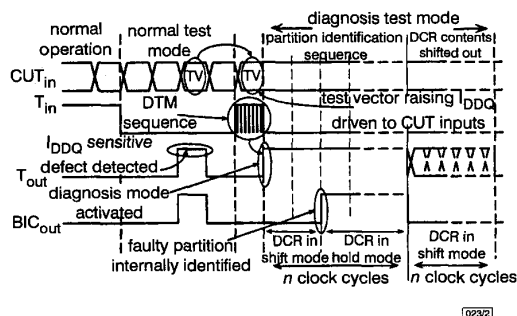 diagnosis test mode
normal operation
normal test mode
partition identification sequence
DCR contents shifted out
CUTin
TV
TV
Tin
DTM sequence
test vector raising IDDQ
driven to CUT inputs
IDDQ sensitive
defect detected
Tout
diagnosis mode
activated
BICout
faulty partition
internally identified
DCR in shift mode
DCR in hold mode
DCR in shift mode
n clock cycles
n clock cycles
023/2